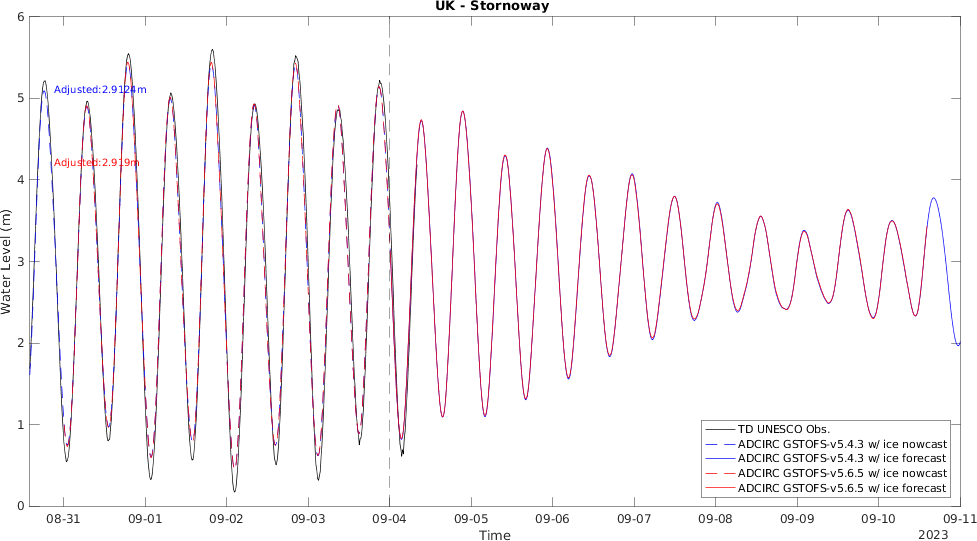 UK - Stornoway
6
5
4
3
2
1
0
Water Level (m)
Adjusted:2.9124m
Adjusted:2.919m
TD UNESCO Obs.
ADCIRC GSTOFS-v5.4.3 w/ ice nowcast
ADCIRC GSTOFS-v5.4.3 w/ ice forecast
ADCIRC GSTOFS-v5.6.5 w/ ice nowcast
ADCIRC GSTOFS-v5.6.5 w/ ice forecast
08-31 09-01 09-02 09-03 09-04 09-05 09-06 09-07 09-08 09-09 09-10 09-11
Time
2023